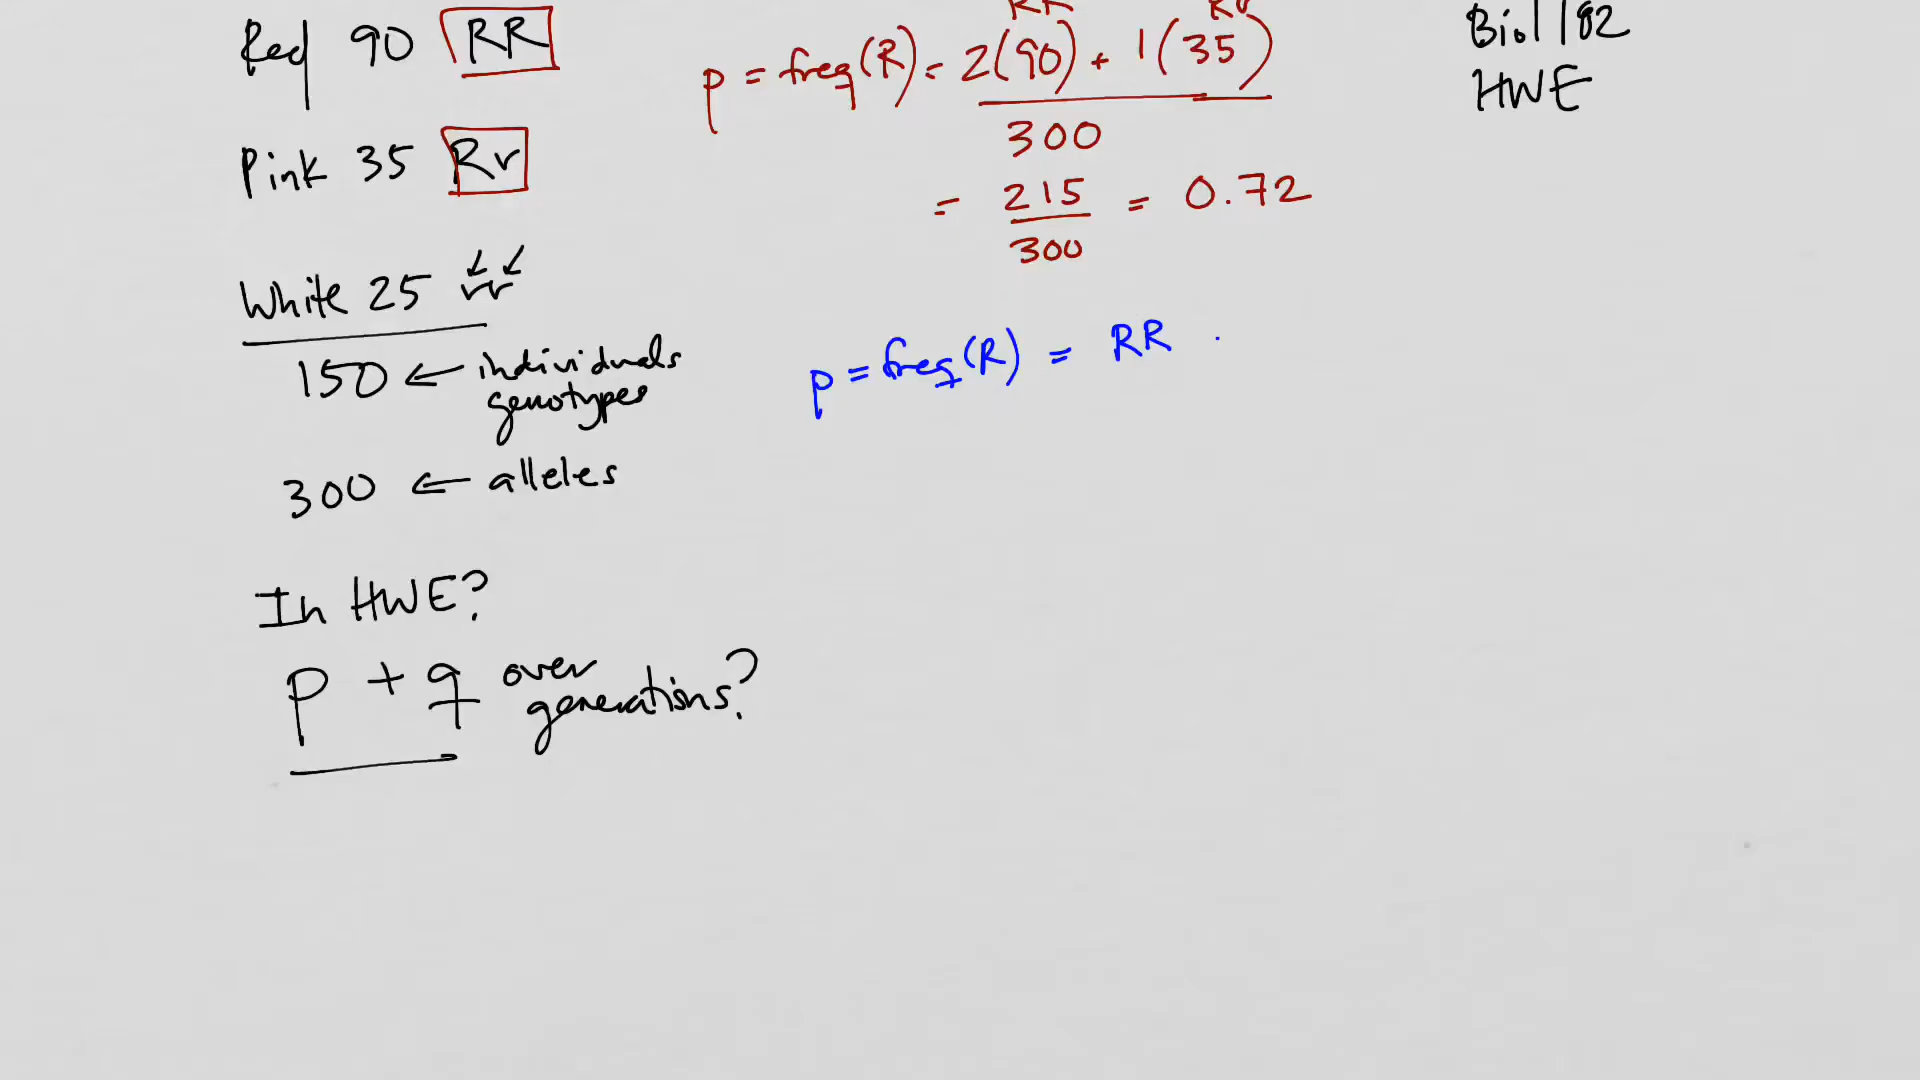 Red 90 RR
Pink 35 Rr
White 25 rr
150 ← individuals
genotypes
300 ← alleles
In HWE?
p + q over
generations?
RR Rr
p = freq(R) = 2(90) + 1(35)
300
= 215 = 0.72
300
p = freq(R) = RR
Biol 182
HWE